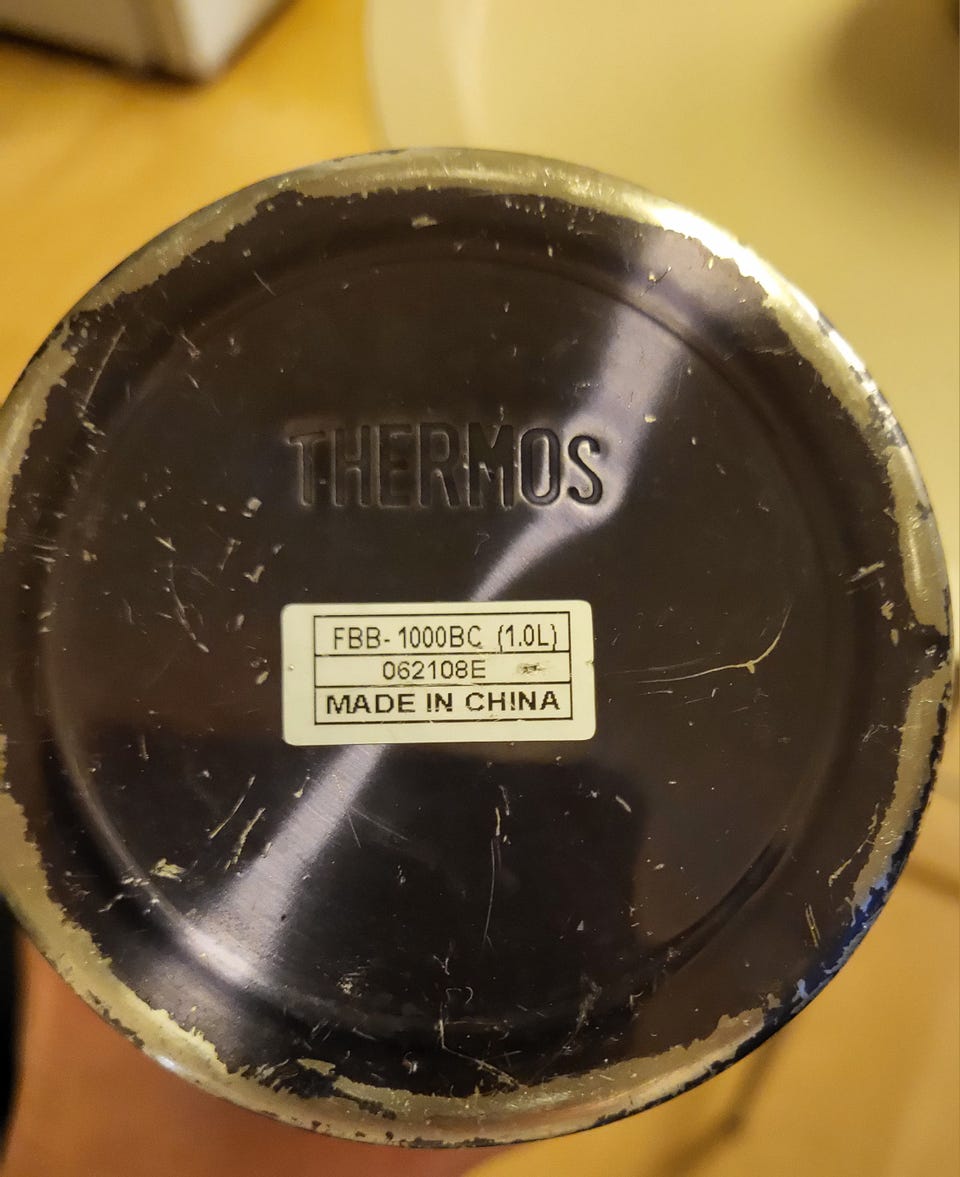 THERMOS
FBB-1000BC (1.0L)
062108E
MADE IN CHINA